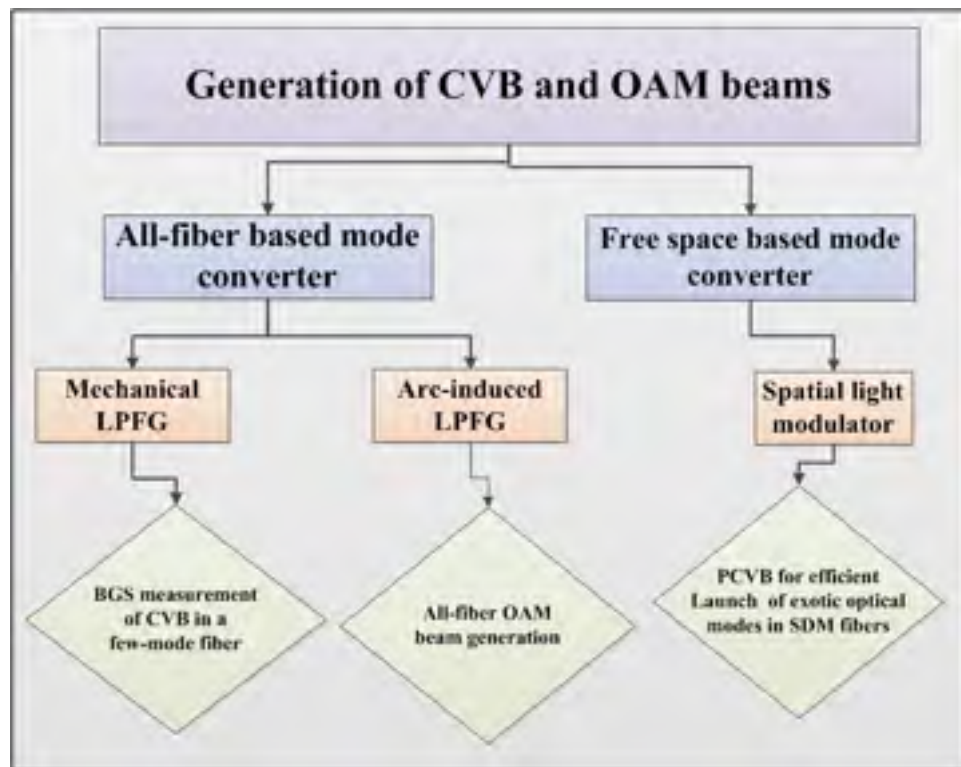 Generation of CVB and OAM beams
All-fiber based mode
converter
Free space based mode
converter
Mechanical
LPFG
Arc-induced
LPFG
Spatial light
modulator
BGS measurement
of CVB in a
few-mode fiber
All-fiber OAM
beam generation
PCVB for efficient
Launch of exotic optical
modes in SDM fibers